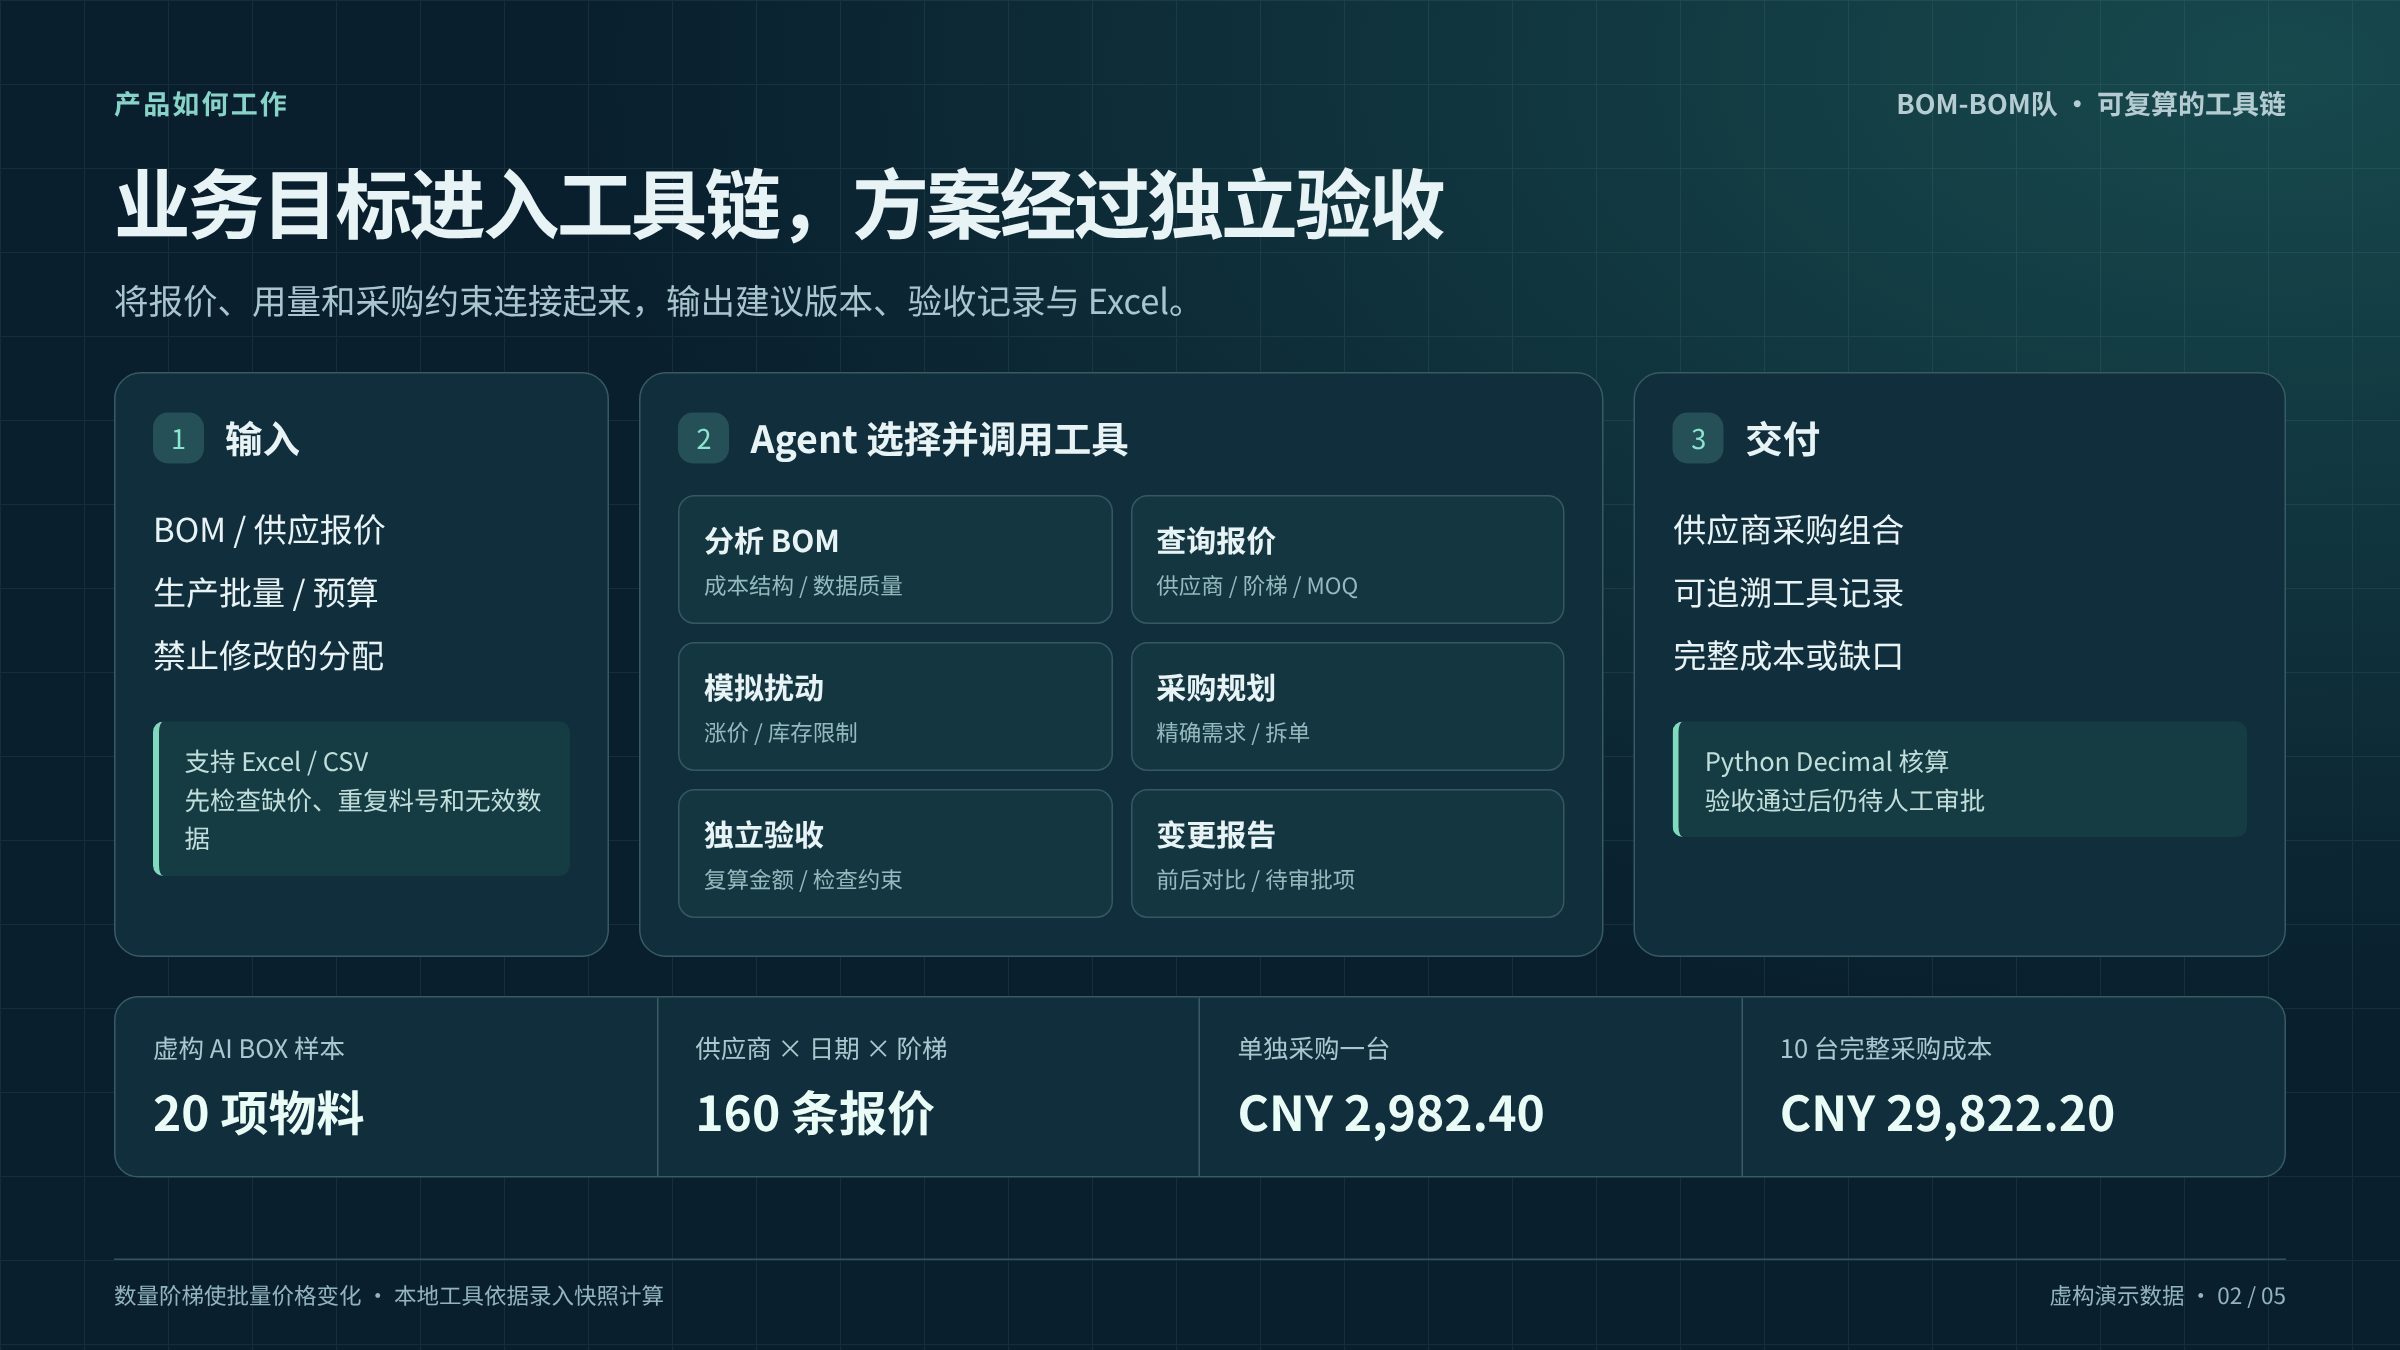 产品如何工作
BOM-BOM队 · 可复算的工具链
业务目标进入工具链，方案经过独立验收
将报价、用量和采购约束连接起来，输出建议版本、验收记录与 Excel。
1 输入
BOM / 供应报价
生产批量 / 预算
禁止修改的分配
支持 Excel / CSV
先检查缺价、重复料号和无效数
据
2 Agent 选择并调用工具
分析 BOM
成本结构 / 数据质量
查询报价
供应商 / 阶梯 / MOQ
模拟扰动
涨价 / 库存限制
采购规划
精确需求 / 拆单
独立验收
复算金额 / 检查约束
变更报告
前后对比 / 待审批项
3 交付
供应商采购组合
可追溯工具记录
完整成本或缺口
Python Decimal 核算
验收通过后仍待人工审批
虚构 AI BOX 样本
20 项物料
供应商 × 日期 × 阶梯
160 条报价
单独采购一台
CNY 2,982.40
10 台完整采购成本
CNY 29,822.20
数量阶梯使批量价格变化 · 本地工具依据录入快照计算
虚构演示数据 · 02 / 05